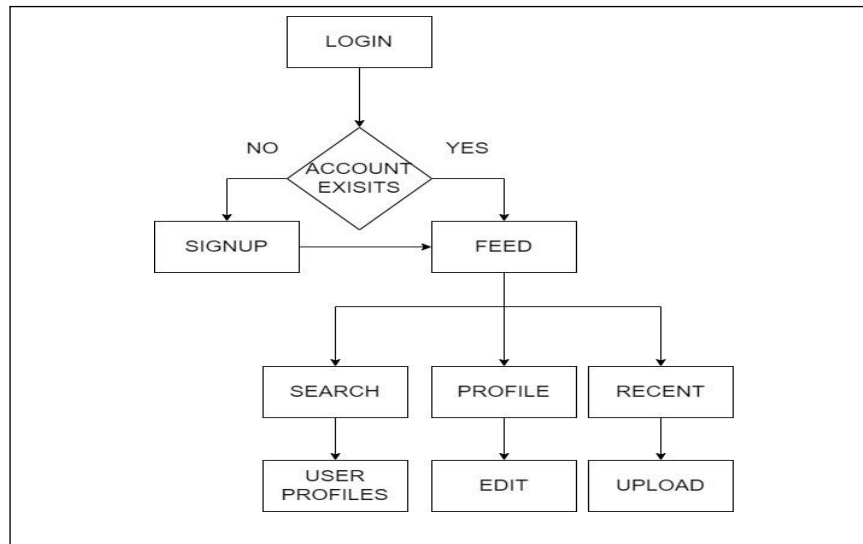 LOGIN
NO
YES
ACCOUNT
EXISITS
SIGNUP
FEED
SEARCH
PROFILE
RECENT
USER
PROFILES
EDIT
UPLOAD